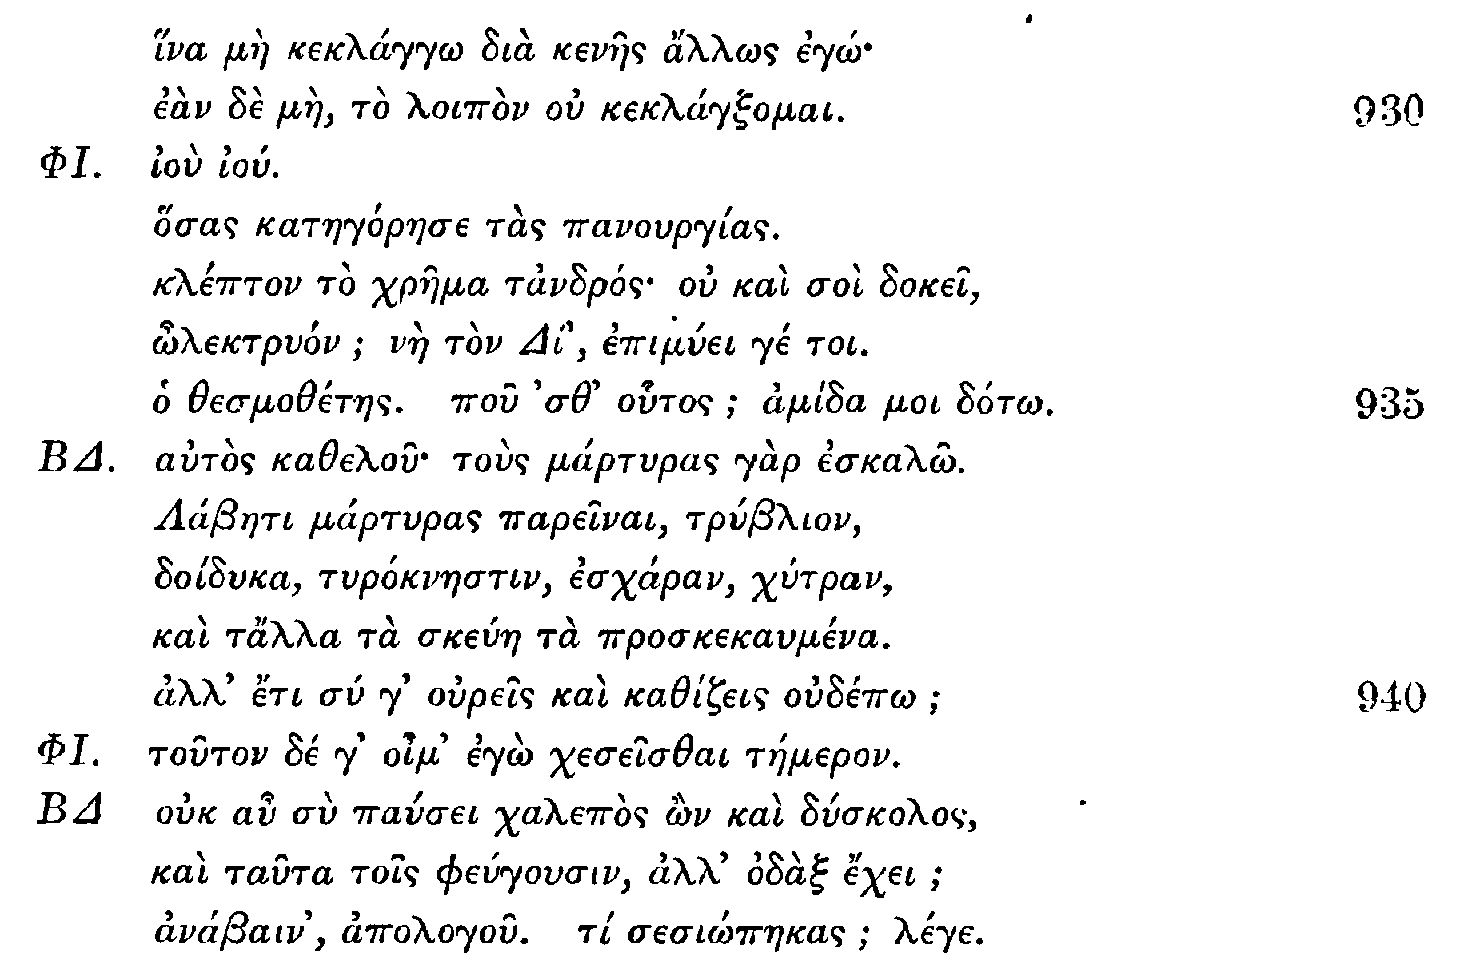 ἵνα μὴ κεκλάγγω διὰ κενῆς ἄλλως ἐγώ·
ἐὰν δὲ μὴ, τὸ λοιπὸν οὐ κεκλάγξομαι. 930
ΦΙ. ἰοὺ ἰού.
ὅσας κατηγόρησε τὰς πανουργίας.
κλέπτον τὸ χρῆμα τἀνδρός· οὐ καὶ σοὶ δοκεῖ,
ὦλεκτρυόν ; νὴ τὸν Δί', ἐπιμύει γέ τοι.
ὁ θεσμοθέτης. ποῦ 'σθ' οὗτος ; ἀμίδα μοι δότω. 935
ΒΔ. αὐτὸς καθελοῦ· τοὺς μάρτυρας γὰρ ἐσκαλῶ.
Λάβητι μάρτυρας παρεῖναι, τρύβλιον,
δοίδυκα, τυρόκνηστιν, ἐσχάραν, χύτραν,
καὶ τἄλλα τὰ σκεύη τὰ προσκεκαυμένα.
ἀλλ' ἔτι σύ γ' οὐρεῖς καὶ καθίζεις οὐδέπω ; 940
ΦΙ. τοῦτον δέ γ' οἶμ' ἐγὼ χεσεῖσθαι τήμερον.
ΒΔ οὐκ αὖ σὺ παύσει χαλεπὸς ὢν καὶ δύσκολος,
καὶ ταῦτα τοῖς φεύγουσιν, ἀλλ' ὀδὰξ ἔχει ;
ἀνάβαιν', ἀπολογοῦ. τί σεσιώπηκας ; λέγε.